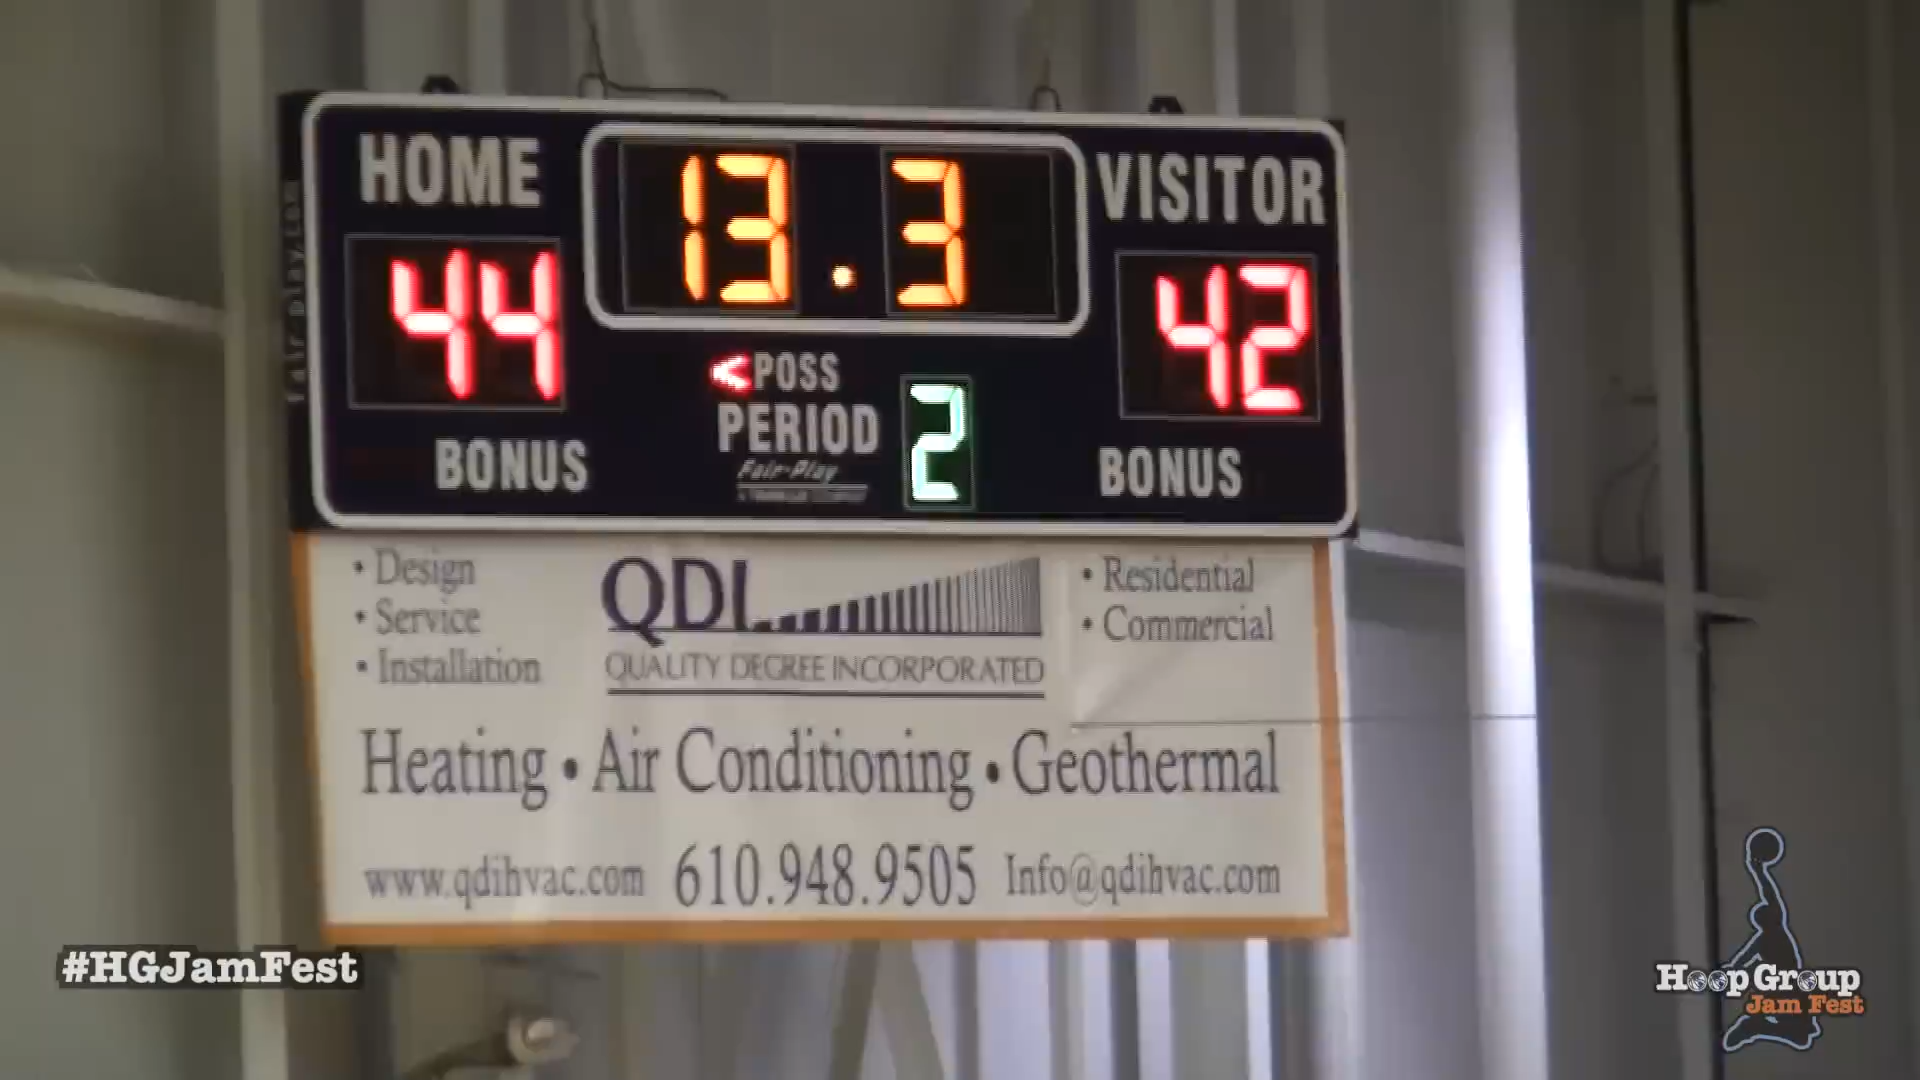 HOME
13.3
VISITOR
44
42
<POSS
PERIOD 2
Fair-Play
BONUS
BONUS
Fair-Play
• Design
• Service
• Installation
QDI
QUALITY DEGREE INCORPORATED
• Residential
• Commercial
Heating • Air Conditioning • Geothermal
www.qdihvac.com 610.948.9505 Info@qdihvac.com
#HGJamFest
HoopGroup
Jam Fest